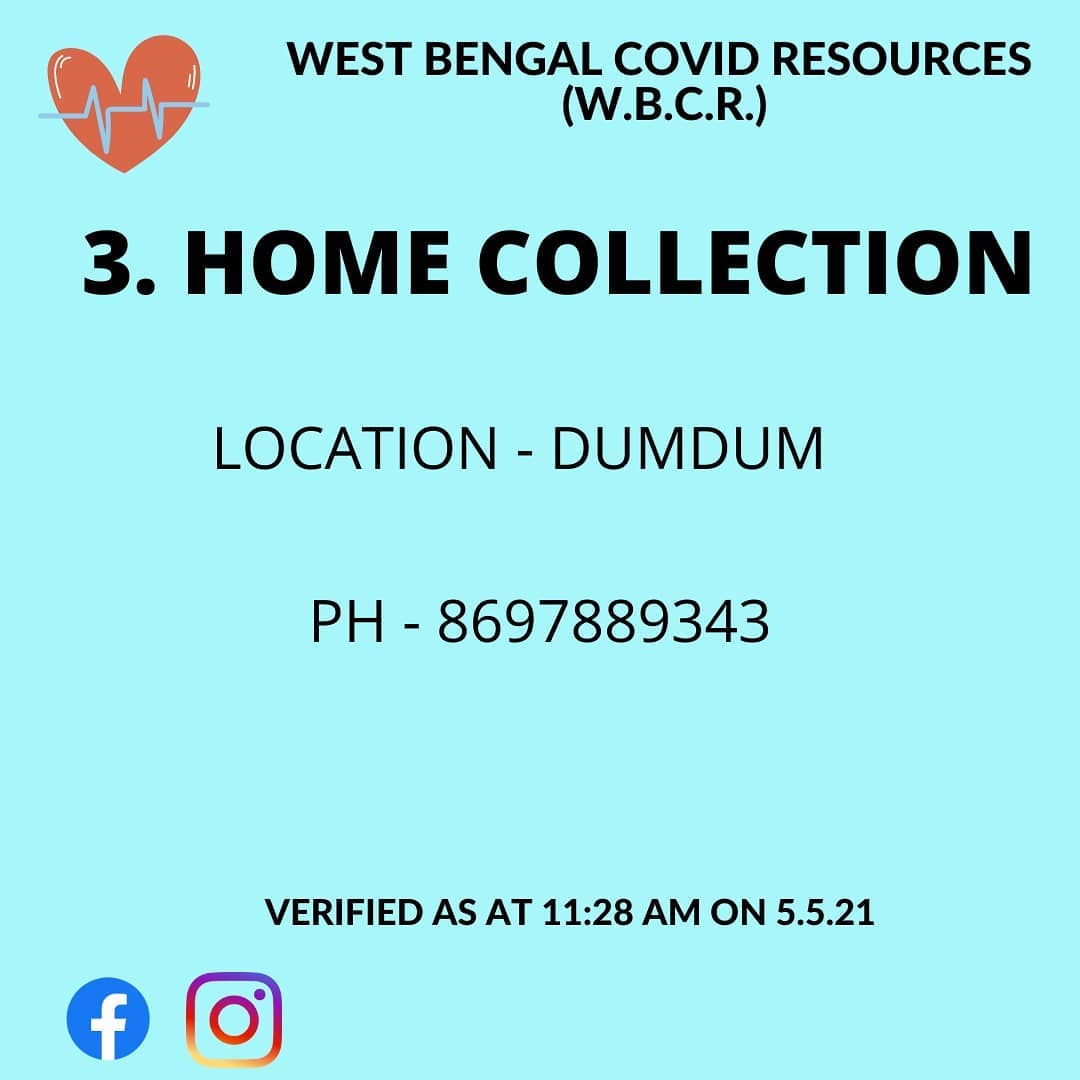 WEST BENGAL COVID RESOURCES
(W.B.C.R.)
3. HOME COLLECTION
LOCATION - DUMDUM
PH - 8697889343
VERIFIED AS AT 11:28 AM ON 5.5.21